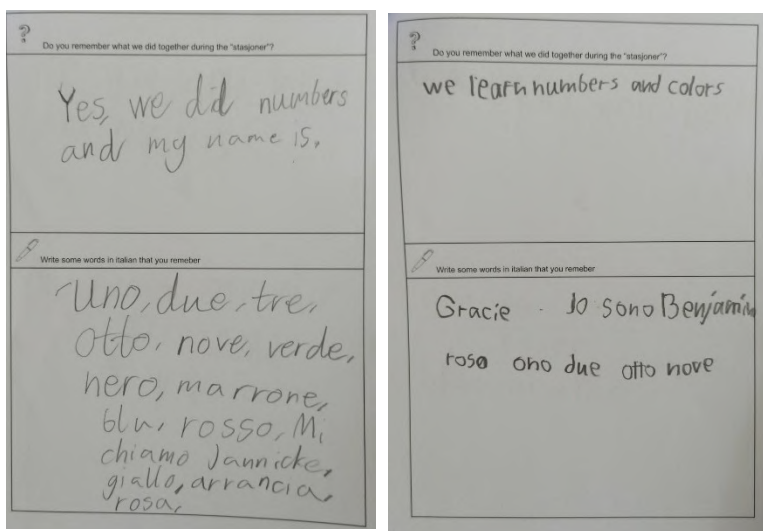 ?
Do you remember what we did together during the "stasjoner"?
Yes, we did numbers
and my name is,
Write some words in italian that you remeber
Uno, due, tre,
otto, nove, verde,
nero, marrone,
blu, rosso, Mi
chiamo Jannicke,
giallo, arrancia,
rosa,
?
Do you remember what we did together during the "stasjoner"?
we learn numbers and colors
Write some words in italian that you remeber
Gracie . Jo sono Benjamin
rosa ono due otto nove